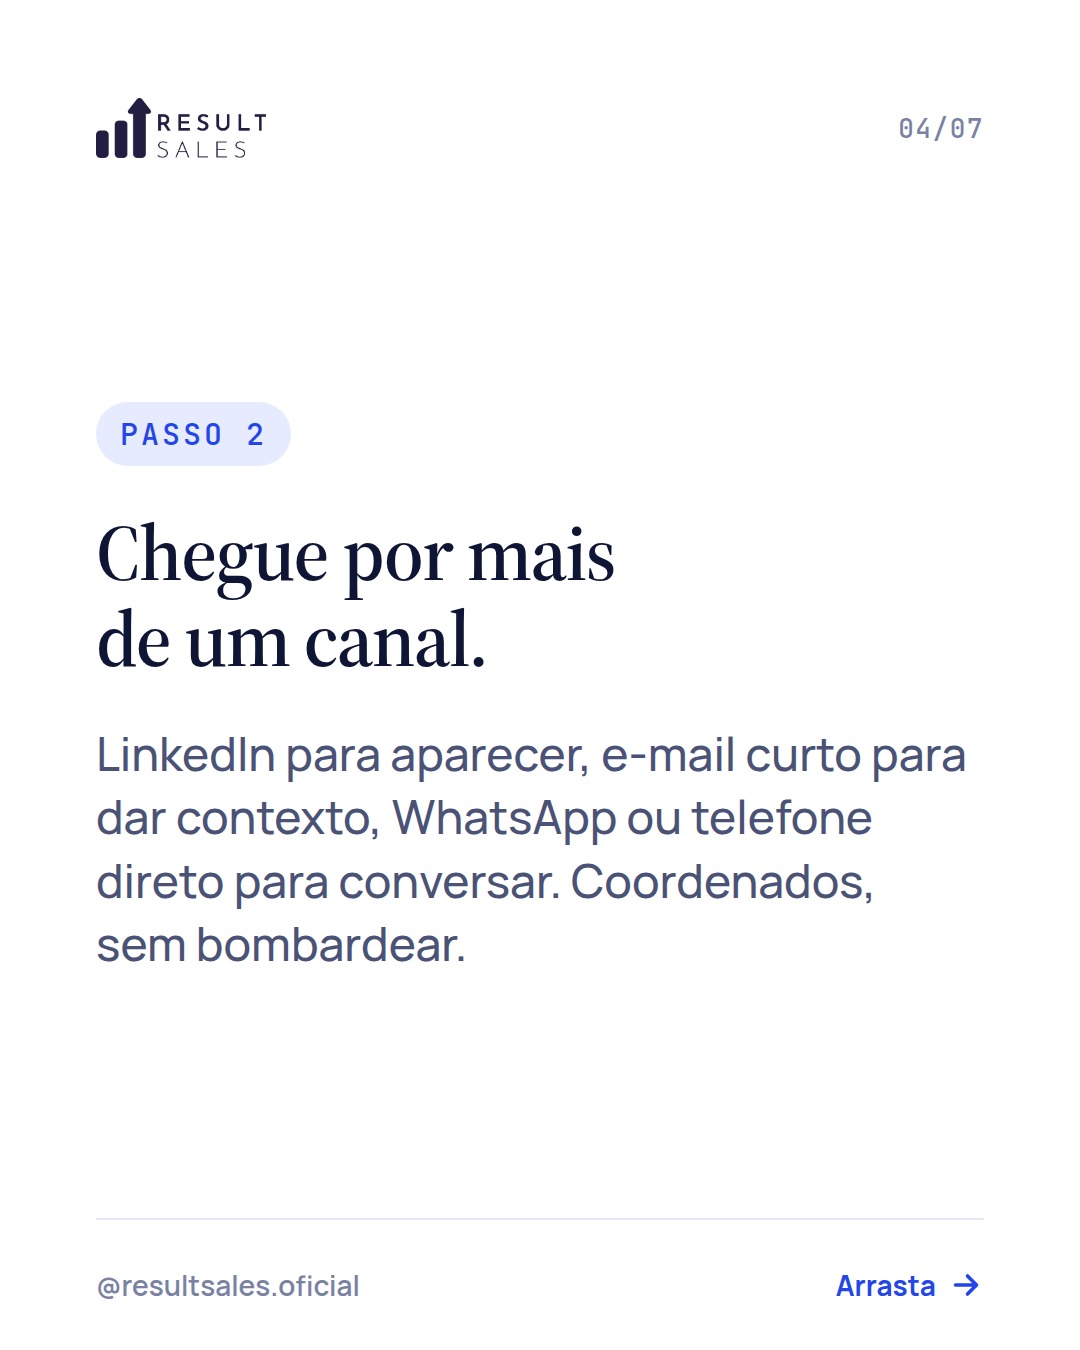 RESULT
SALES
04/07
PASSO 2
Chegue por mais
de um canal.
LinkedIn para aparecer, e-mail curto para
dar contexto, WhatsApp ou telefone
direto para conversar. Coordenados,
sem bombardear.
@resultsales.oficial
Arrasta →